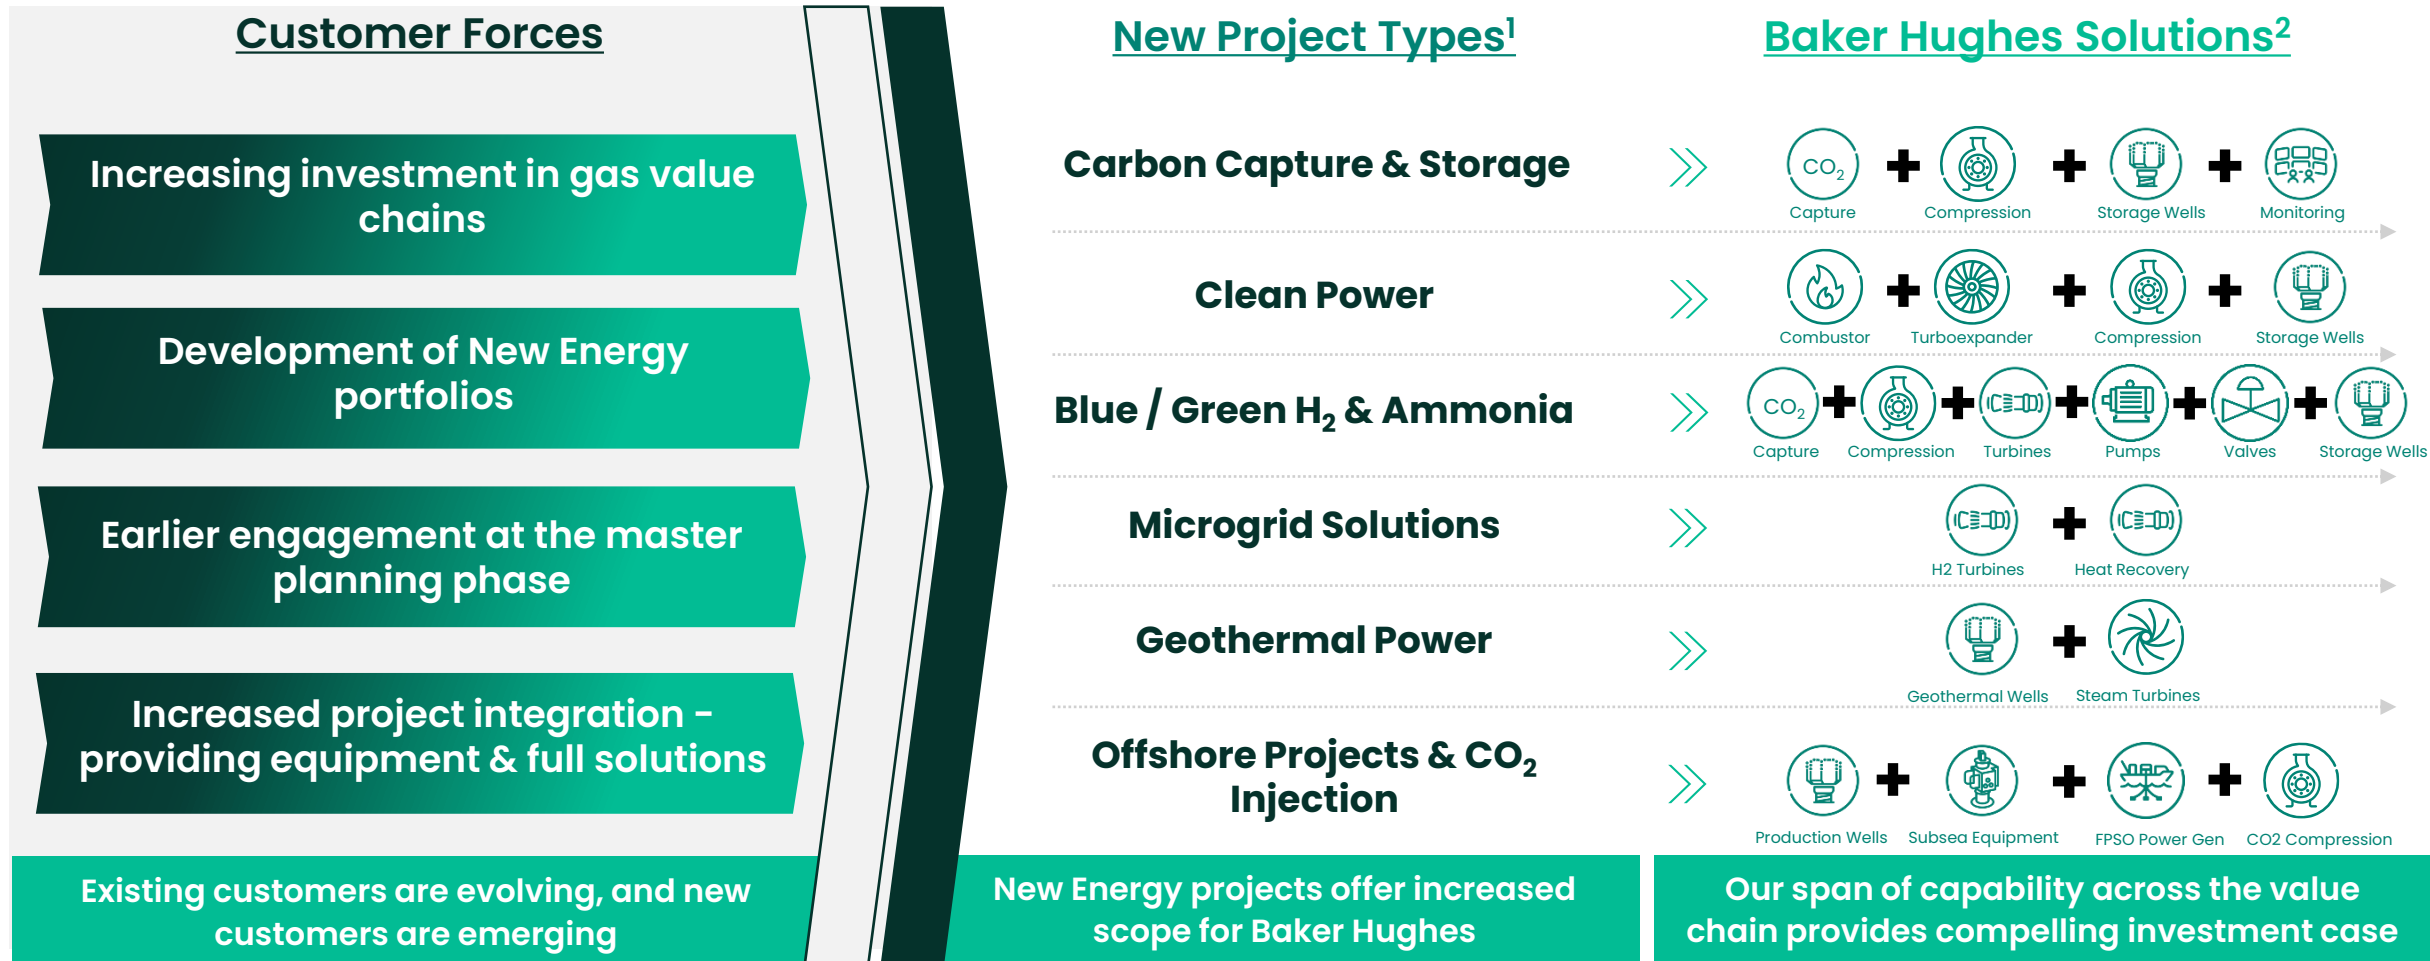 Customer Forces
Increasing investment in gas value
chains
Development of New Energy
portfolios
Earlier engagement at the master
planning phase
Increased project integration -
providing equipment & full solutions
Existing customers are evolving, and new
customers are emerging
New Project Types¹
Baker Hughes Solutions²
Carbon Capture & Storage
CO₂
Capture
Compression
Storage Wells
Monitoring
Clean Power
Combustor
Turboexpander
Compression
Storage Wells
Blue / Green H₂ & Ammonia
CO₂
Capture
Compression
Turbines
Pumps
Valves
Storage Wells
Microgrid Solutions
H2 Turbines
Heat Recovery
Geothermal Power
Geothermal Wells
Steam Turbines
Offshore Projects & CO₂
Injection
Production Wells
Subsea Equipment
FPSO Power Gen
CO2 Compression
New Energy projects offer increased
scope for Baker Hughes
Our span of capability across the value
chain provides compelling investment case